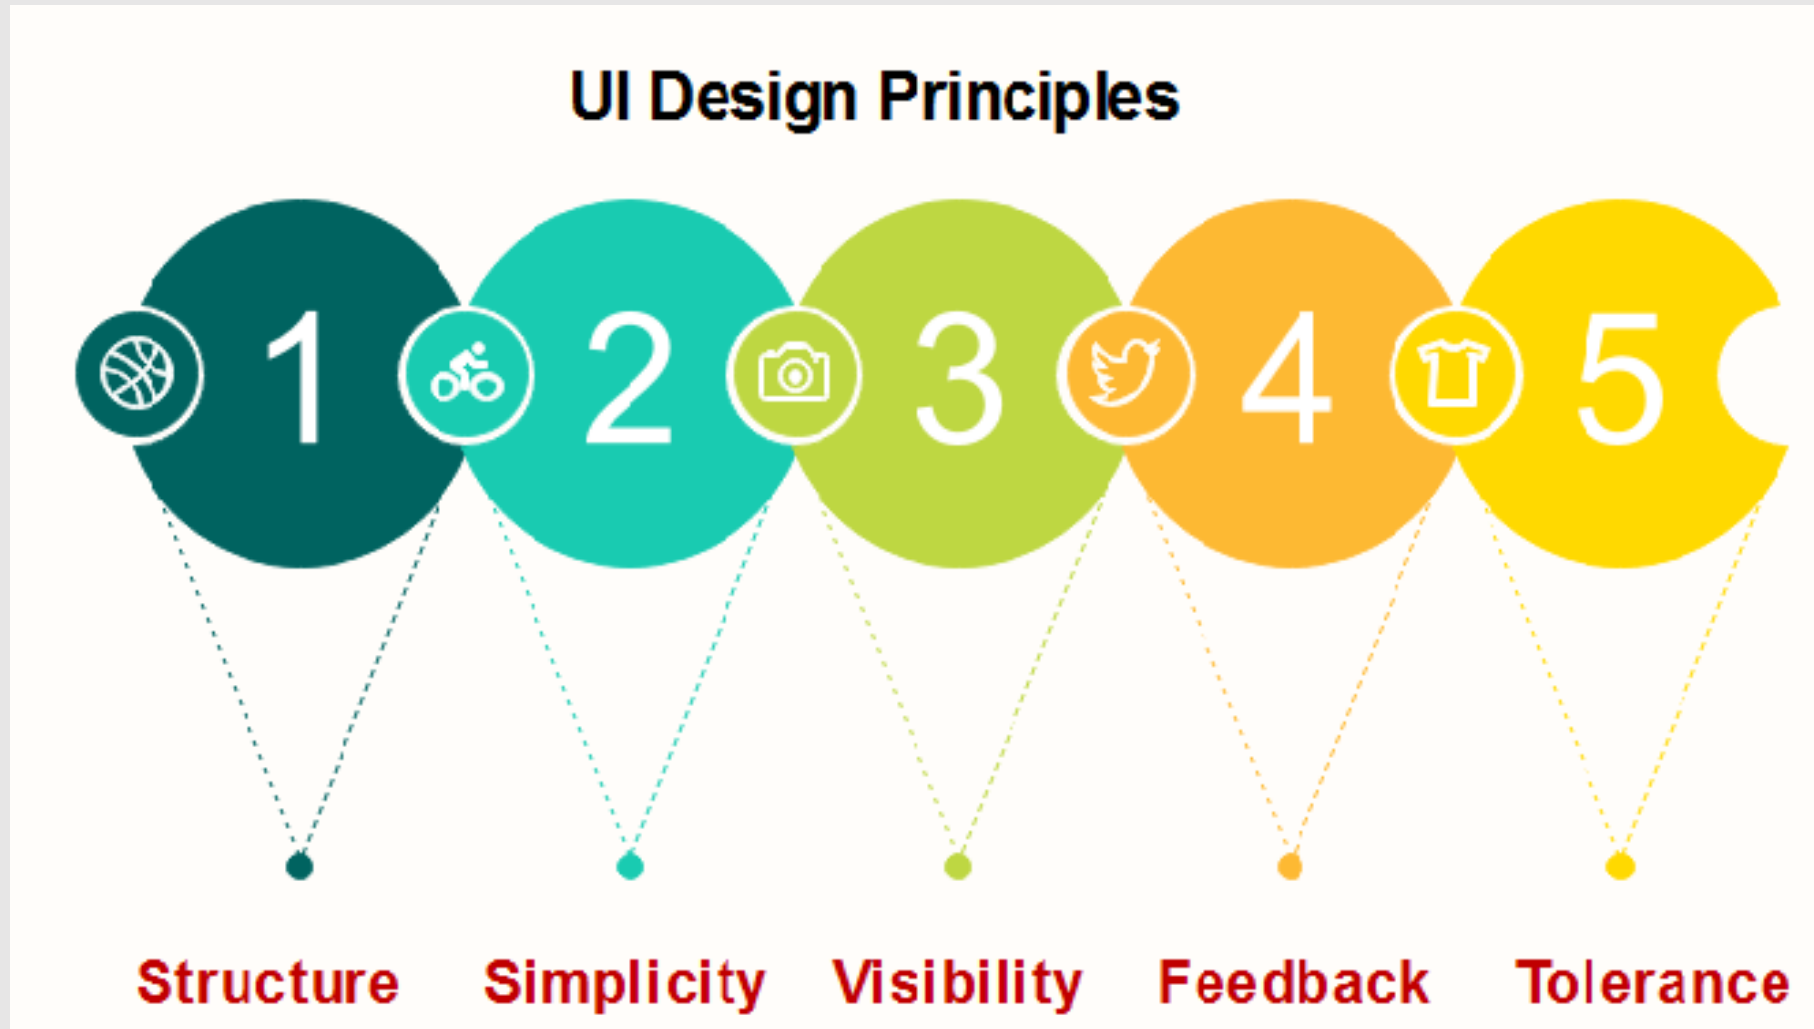 UI Design Principles
1 2 3 4 5
Structure Simplicity Visibility Feedback Tolerance